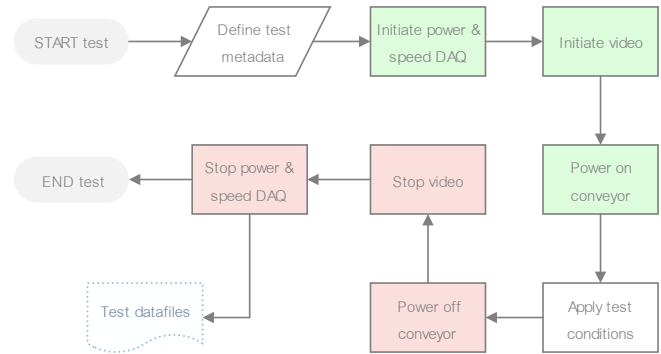 START test
Define test
metadata
Initiate power &
speed DAQ
Initiate video
Power on
conveyor
Apply test
conditions
Power off
conveyor
Stop video
Stop power &
speed DAQ
END test
Test datafiles